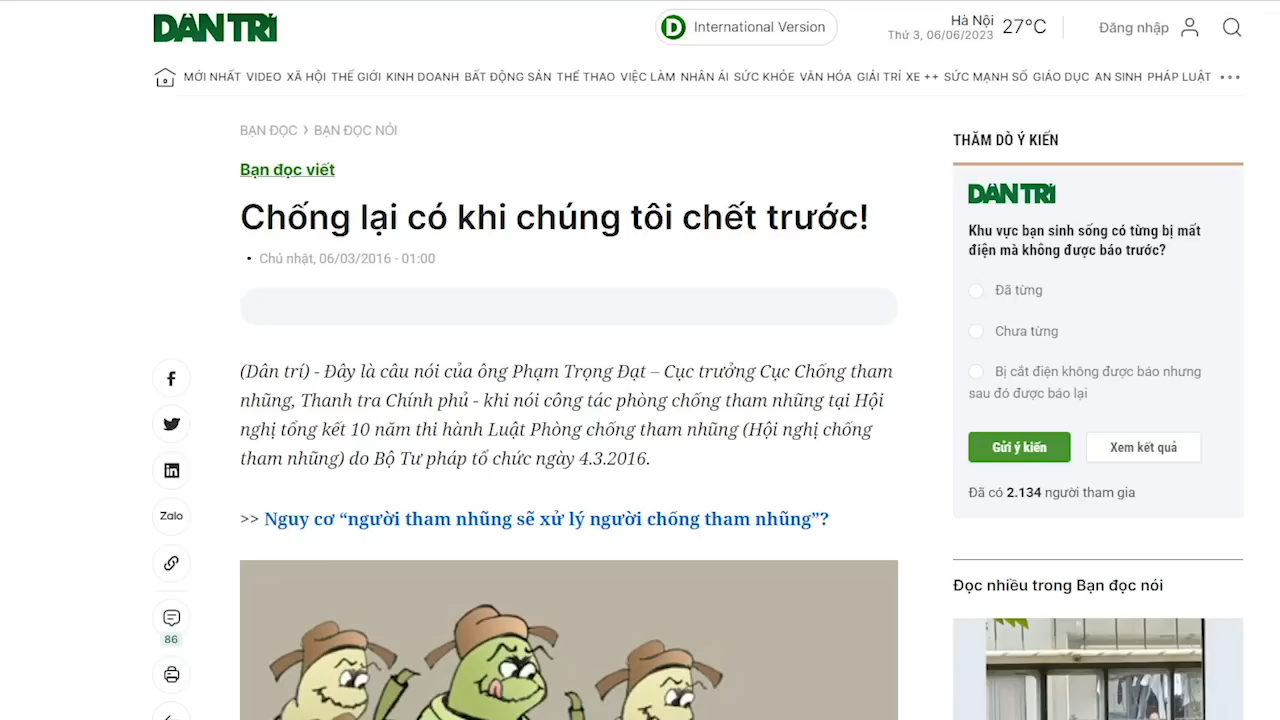 DÂN TRÍ
D International Version
Hà Nội
Thứ 3, 06/06/2023
27°C
Đăng nhập
MỚI NHẤT VIDEO XÃ HỘI THẾ GIỚI KINH DOANH BẤT ĐỘNG SẢN THỂ THAO VIỆC LÀM NHÂN ÁI SỨC KHỎE VĂN HÓA GIẢI TRÍ XE ++ SỨC MẠNH SỐ GIÁO DỤC AN SINH PHÁP LUẬT
BẠN ĐỌC › BẠN ĐỌC NÓI
Bạn đọc viết
Chống lại có khi chúng tôi chết trước!
Chủ nhật, 06/03/2016 - 01:00
(Dân trí) - Đây là câu nói của ông Phạm Trọng Đạt – Cục trưởng Cục Chống tham
nhũng, Thanh tra Chính phủ - khi nói công tác phòng chống tham nhũng tại Hội
nghị tổng kết 10 năm thi hành Luật Phòng chống tham nhũng (Hội nghị chống
tham nhũng) do Bộ Tư pháp tổ chức ngày 4.3.2016.
>> Nguy cơ “người tham nhũng sẽ xử lý người chống tham nhũng”?
Zalo
86
THĂM DÒ Ý KIẾN
DÂN TRÍ
Khu vực bạn sinh sống có từng bị mất
điện mà không được báo trước?
Đã từng
Chưa từng
Bị cắt điện không được báo nhưng
sau đó được báo lại
Gửi ý kiến
Xem kết quả
Đã có 2.134 người tham gia
Đọc nhiều trong Bạn đọc nói